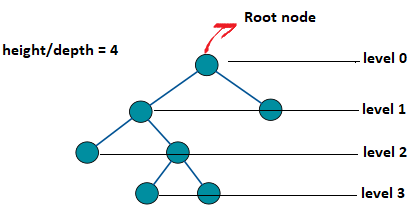 Root node
height/depth = 4
level 0
level 1
level 2
level 3